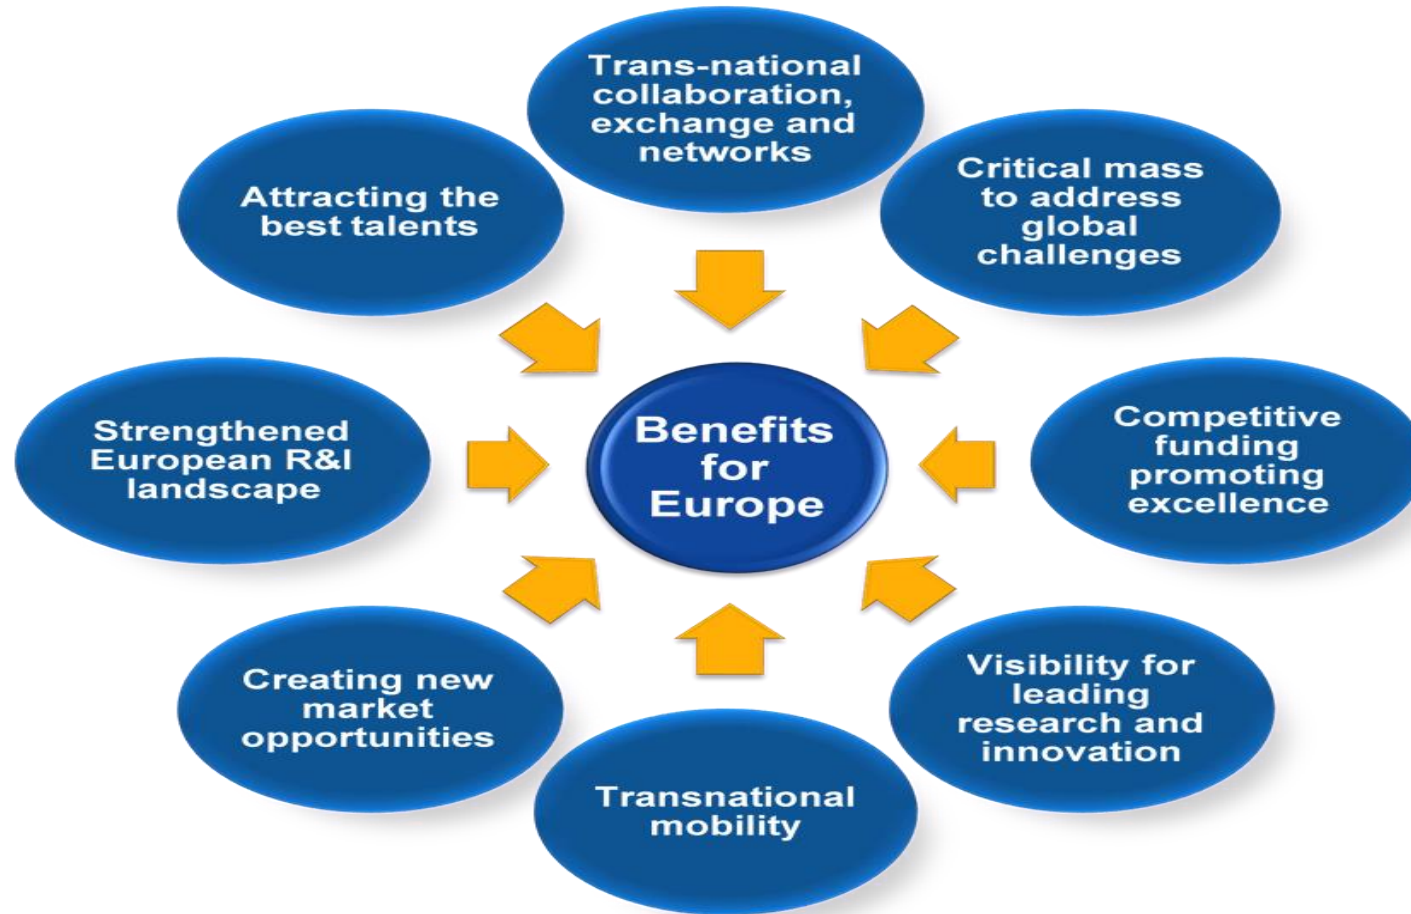 Trans-national
collaboration,
exchange and
networks
Attracting the
best talents
Critical mass
to address
global
challenges
Strengthened
European R&I
landscape
Benefits
for
Europe
Competitive
funding
promoting
excellence
Creating new
market
opportunities
Visibility for
leading
research and
innovation
Transnational
mobility